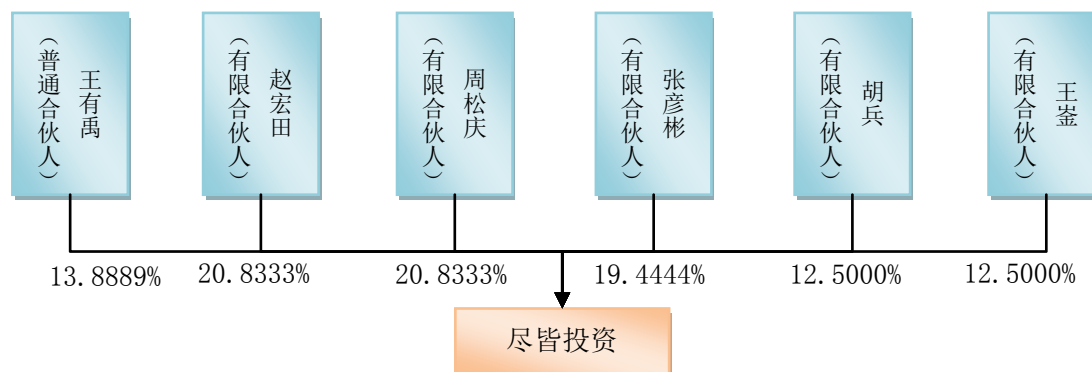 王有禹
（普通合伙人）
赵宏田
（有限合伙人）
周松庆
（有限合伙人）
张彦彬
（有限合伙人）
胡兵
（有限合伙人）
王崟
（有限合伙人）
13.8889%
20.8333%
20.8333%
19.4444%
12.5000%
12.5000%
尽皆投资